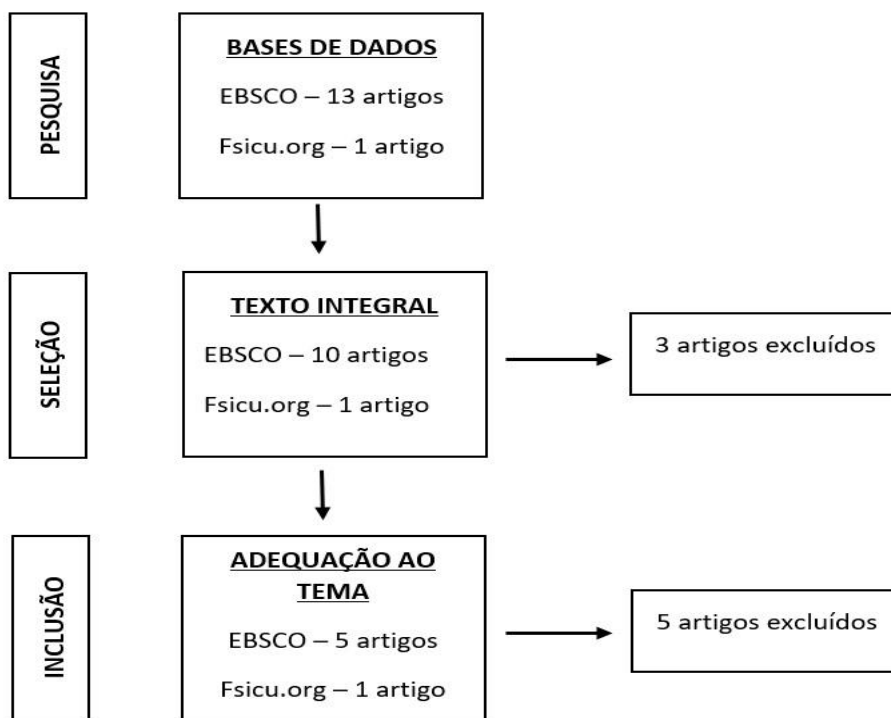 PESQUISA
BASES DE DADOS
EBSCO – 13 artigos
Fsicu.org – 1 artigo
SELEÇÃO
TEXTO INTEGRAL
EBSCO – 10 artigos
Fsicu.org – 1 artigo
3 artigos excluídos
INCLUSÃO
ADEQUAÇÃO AO
TEMA
EBSCO – 5 artigos
Fsicu.org – 1 artigo
5 artigos excluídos